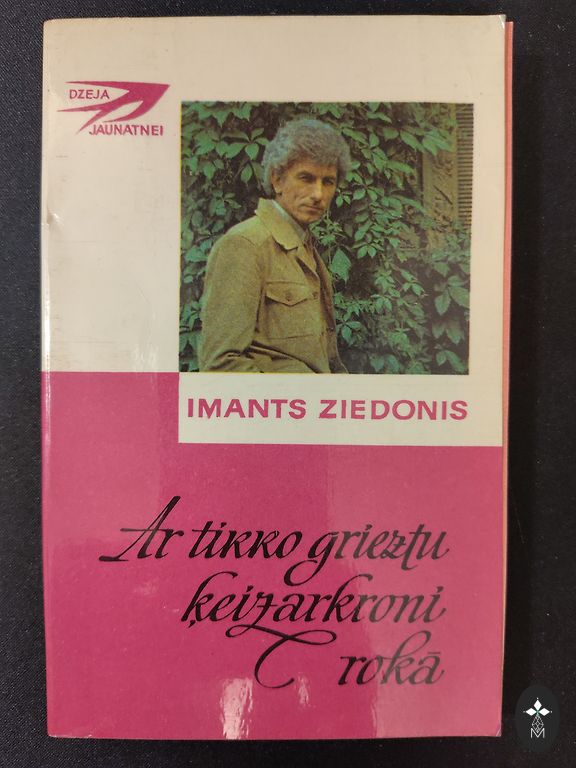 DZEJA
JAUNATNEI
IMANTS ZIEDONIS
Ar tikko grieztu
ķeizarkroni
rokā
M